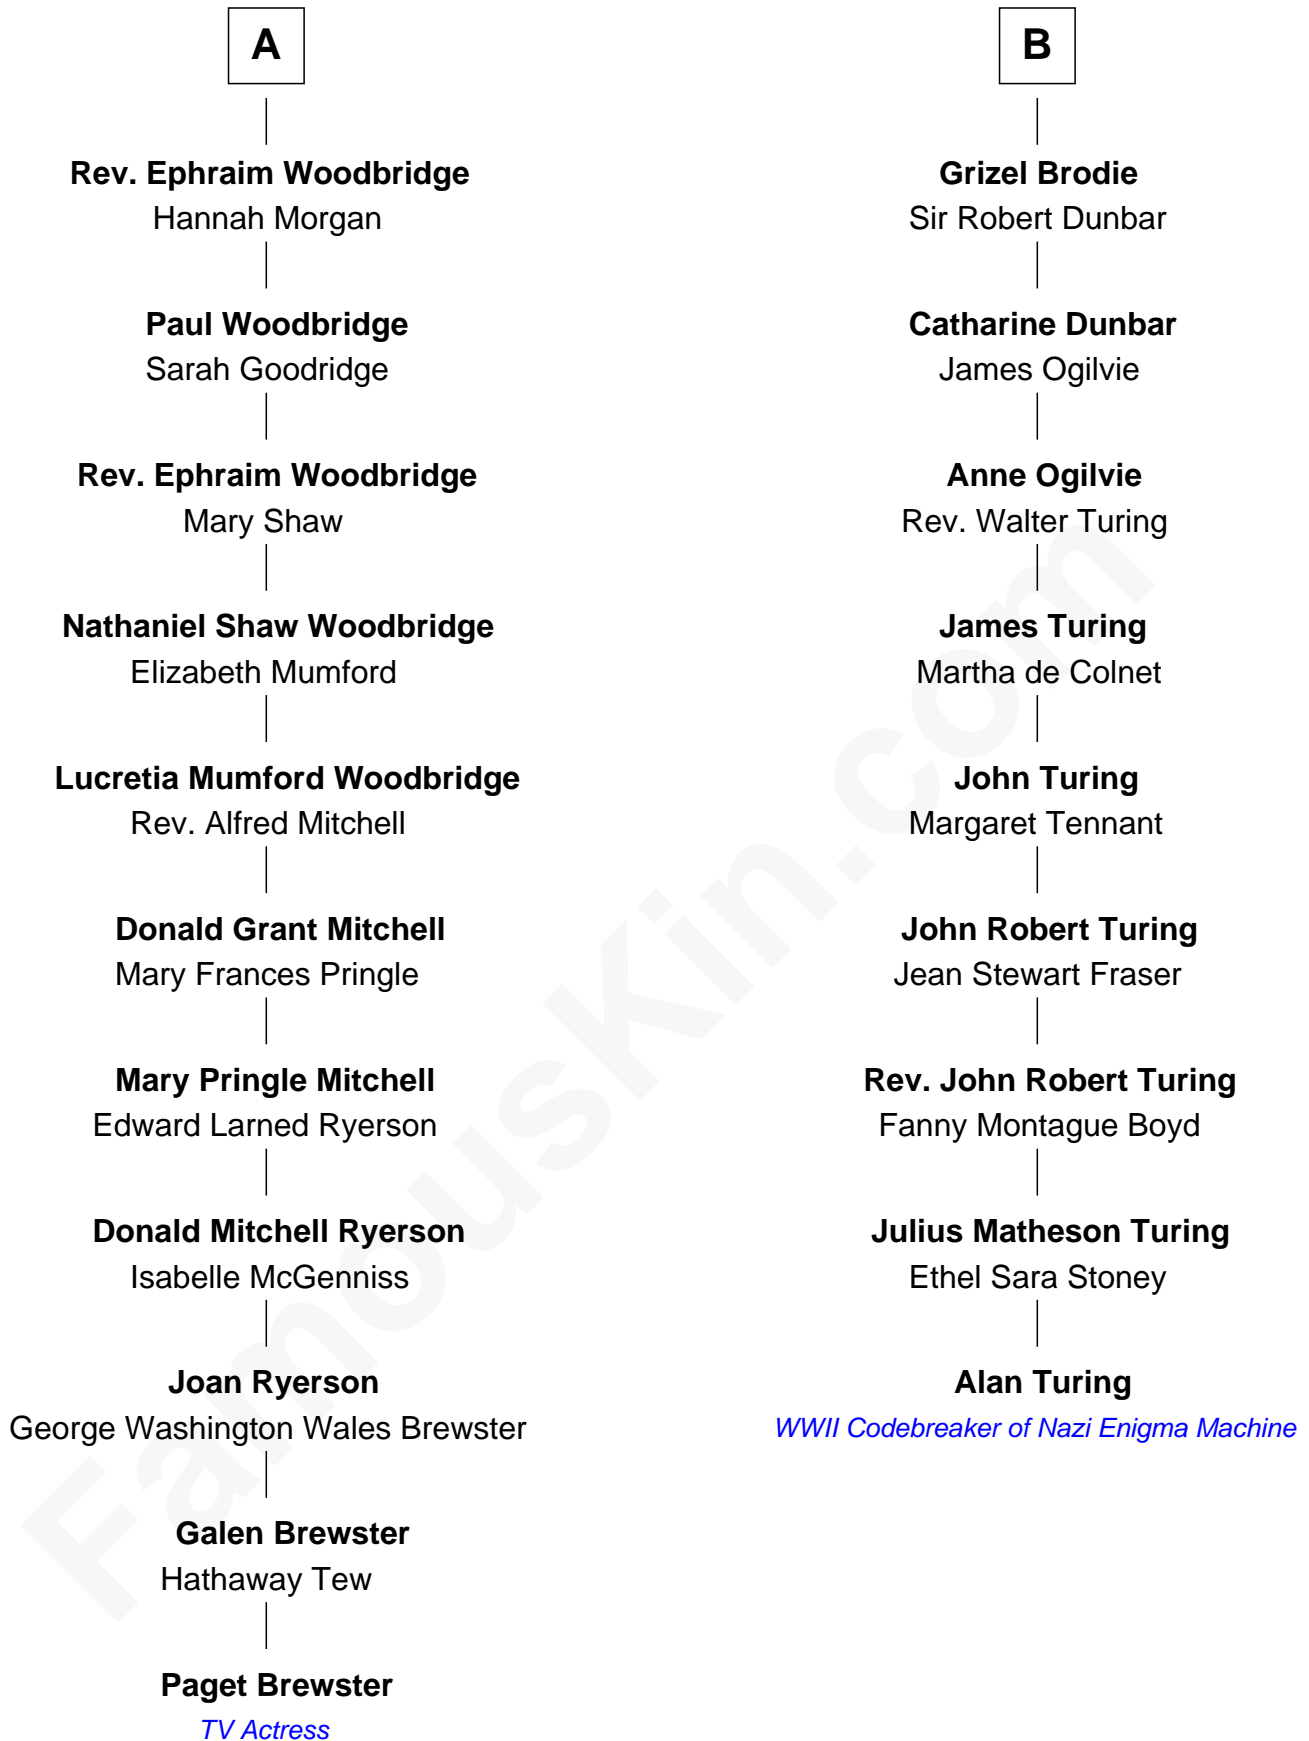 A
Rev. Ephraim Woodbridge
Hannah Morgan
Paul Woodbridge
Sarah Goodridge
Rev. Ephraim Woodbridge
Mary Shaw
Nathaniel Shaw Woodbridge
Elizabeth Mumford
Lucretia Mumford Woodbridge
Rev. Alfred Mitchell
Donald Grant Mitchell
Mary Frances Pringle
Mary Pringle Mitchell
Edward Larned Ryerson
Donald Mitchell Ryerson
Isabelle McGenniss
Joan Ryerson
George Washington Wales Brewster
Galen Brewster
Hathaway Tew
Paget Brewster
TV Actress
B
Grizel Brodie
Sir Robert Dunbar
Catharine Dunbar
James Ogilvie
Anne Ogilvie
Rev. Walter Turing
James Turing
Martha de Colnet
John Turing
Margaret Tennant
John Robert Turing
Jean Stewart Fraser
Rev. John Robert Turing
Fanny Montague Boyd
Julius Matheson Turing
Ethel Sara Stoney
Alan Turing
WWII Codebreaker of Nazi Enigma Machine
FamousKin.com